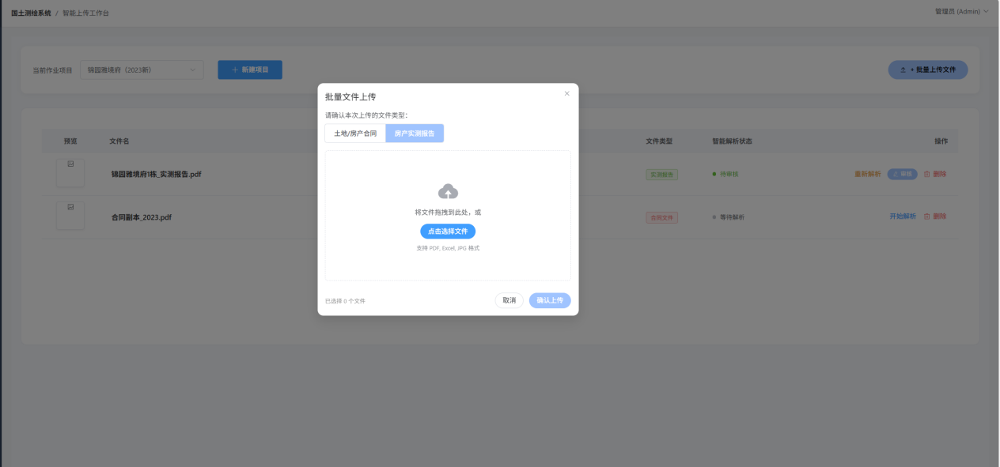 国土测绘系统 / 智能上传工作台
管理员 (Admin)
当前作业项目
锦园雅境府（2023新）
+ 新建项目
+ 批量上传文件
批量文件上传
请确认本次上传的文件类型：
土地/房产合同
房产实测报告
将文件拖拽到此处，或
点击选择文件
支持 PDF, Excel, JPG 格式
已选择 0 个文件
取消
确认上传
预览
文件名
文件类型
智能解析状态
操作
锦园雅境府1栋_实测报告.pdf
实测报告
待审核
重新解析
审核
删除
合同副本_2023.pdf
合同文件
等待解析
开始解析
删除